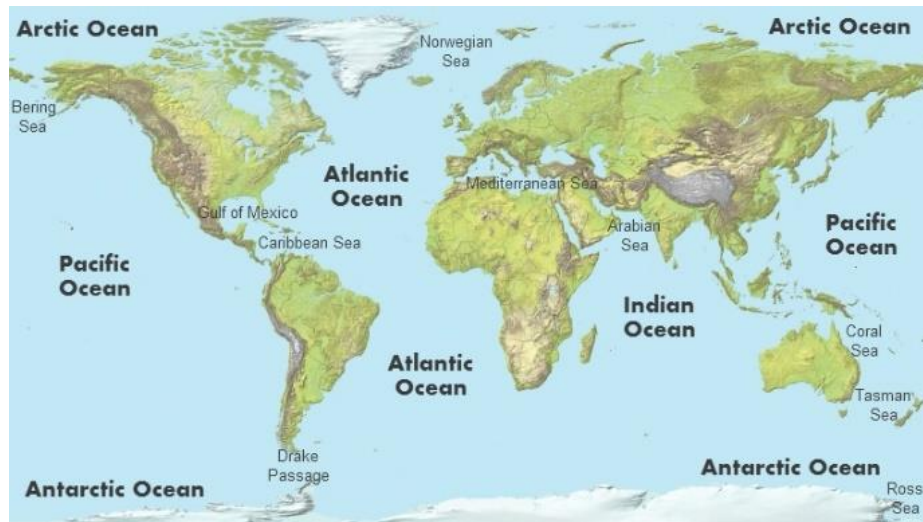 Arctic Ocean
Norwegian
Sea
Arctic Ocean
Bering
Sea
Atlantic
Ocean
Mediterranean Sea
Gulf of Mexico
Caribbean Sea
Arabian
Sea
Pacific
Ocean
Pacific
Ocean
Indian
Ocean
Coral
Sea
Atlantic
Ocean
Tasman
Sea
Drake
Passage
Antarctic Ocean
Antarctic Ocean
Ross
Sea